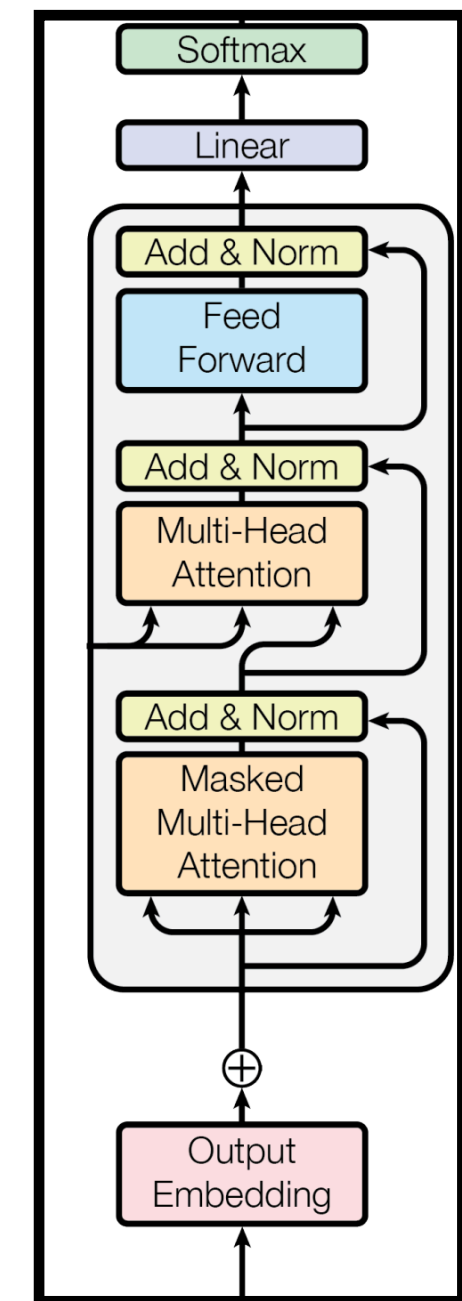 Softmax
Linear
Add & Norm
Feed
Forward
Add & Norm
Multi-Head
Attention
Add & Norm
Masked
Multi-Head
Attention
Output
Embedding